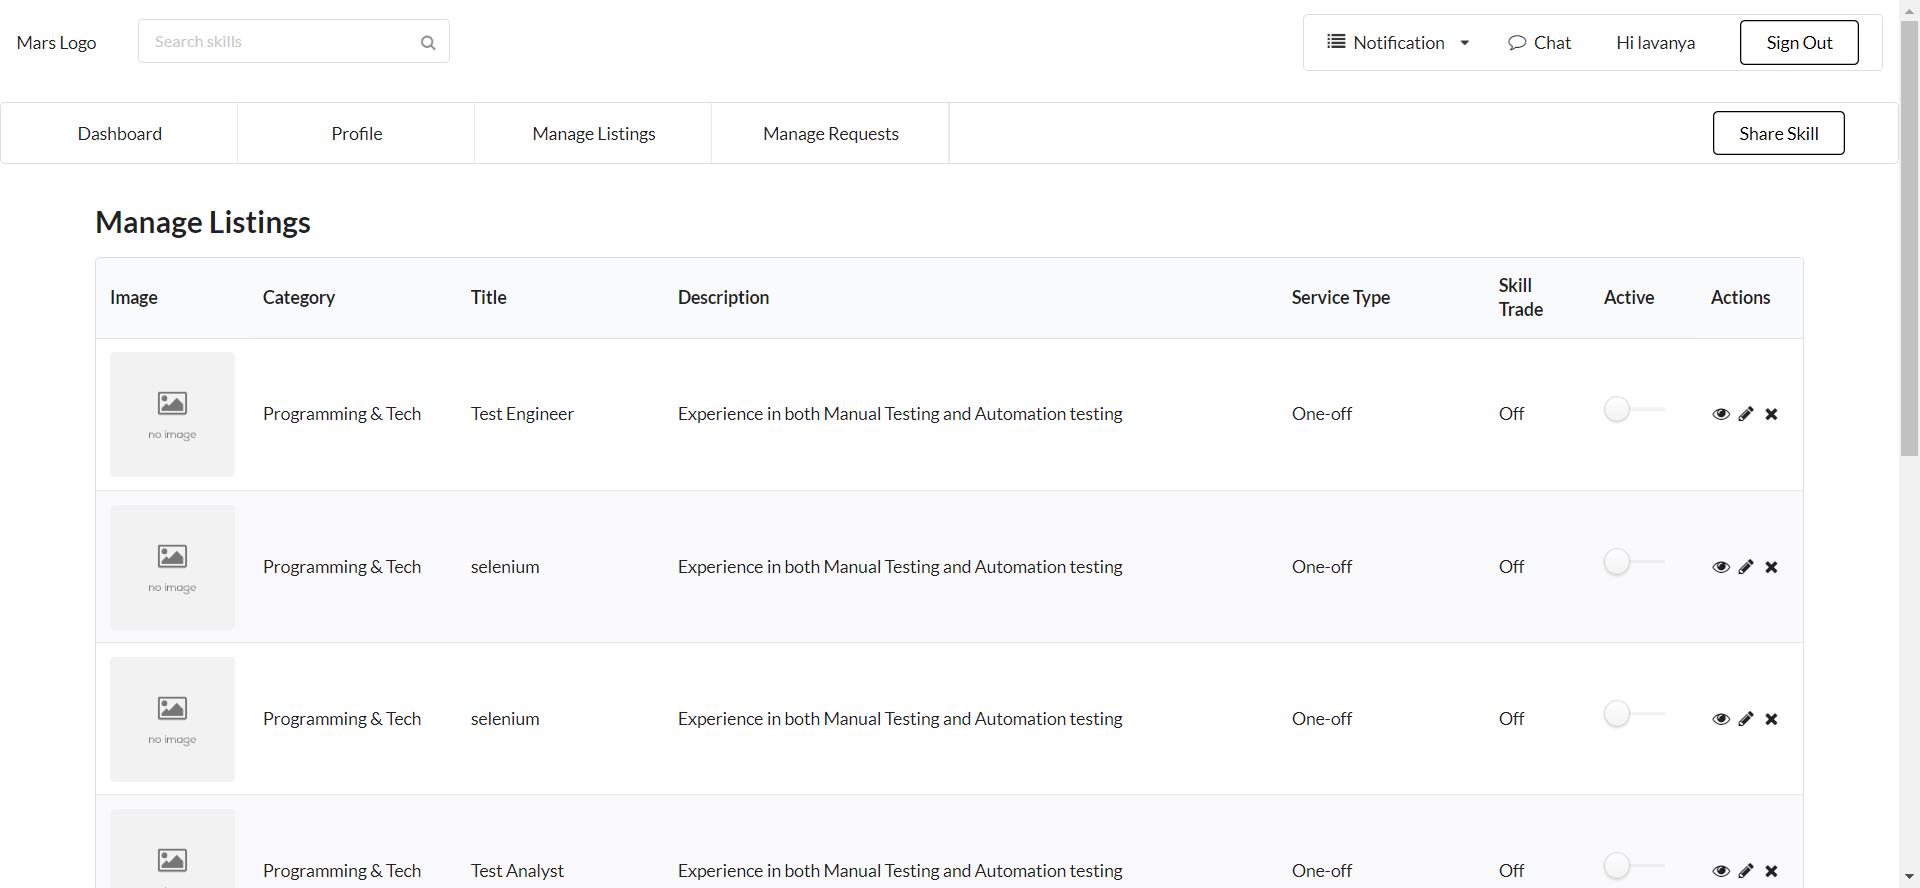 Mars Logo
Search skills
Notification
Chat
Hi lavanya
Sign Out
Dashboard
Profile
Manage Listings
Manage Requests
Share Skill
Manage Listings
Image
Category
Title
Description
Service Type
Skill
Trade
Active
Actions
no image
Programming & Tech
Test Engineer
Experience in both Manual Testing and Automation testing
One-off
Off
no image
Programming & Tech
selenium
Experience in both Manual Testing and Automation testing
One-off
Off
no image
Programming & Tech
selenium
Experience in both Manual Testing and Automation testing
One-off
Off
Programming & Tech
Test Analyst
Experience in both Manual Testing and Automation testing
One-off
Off